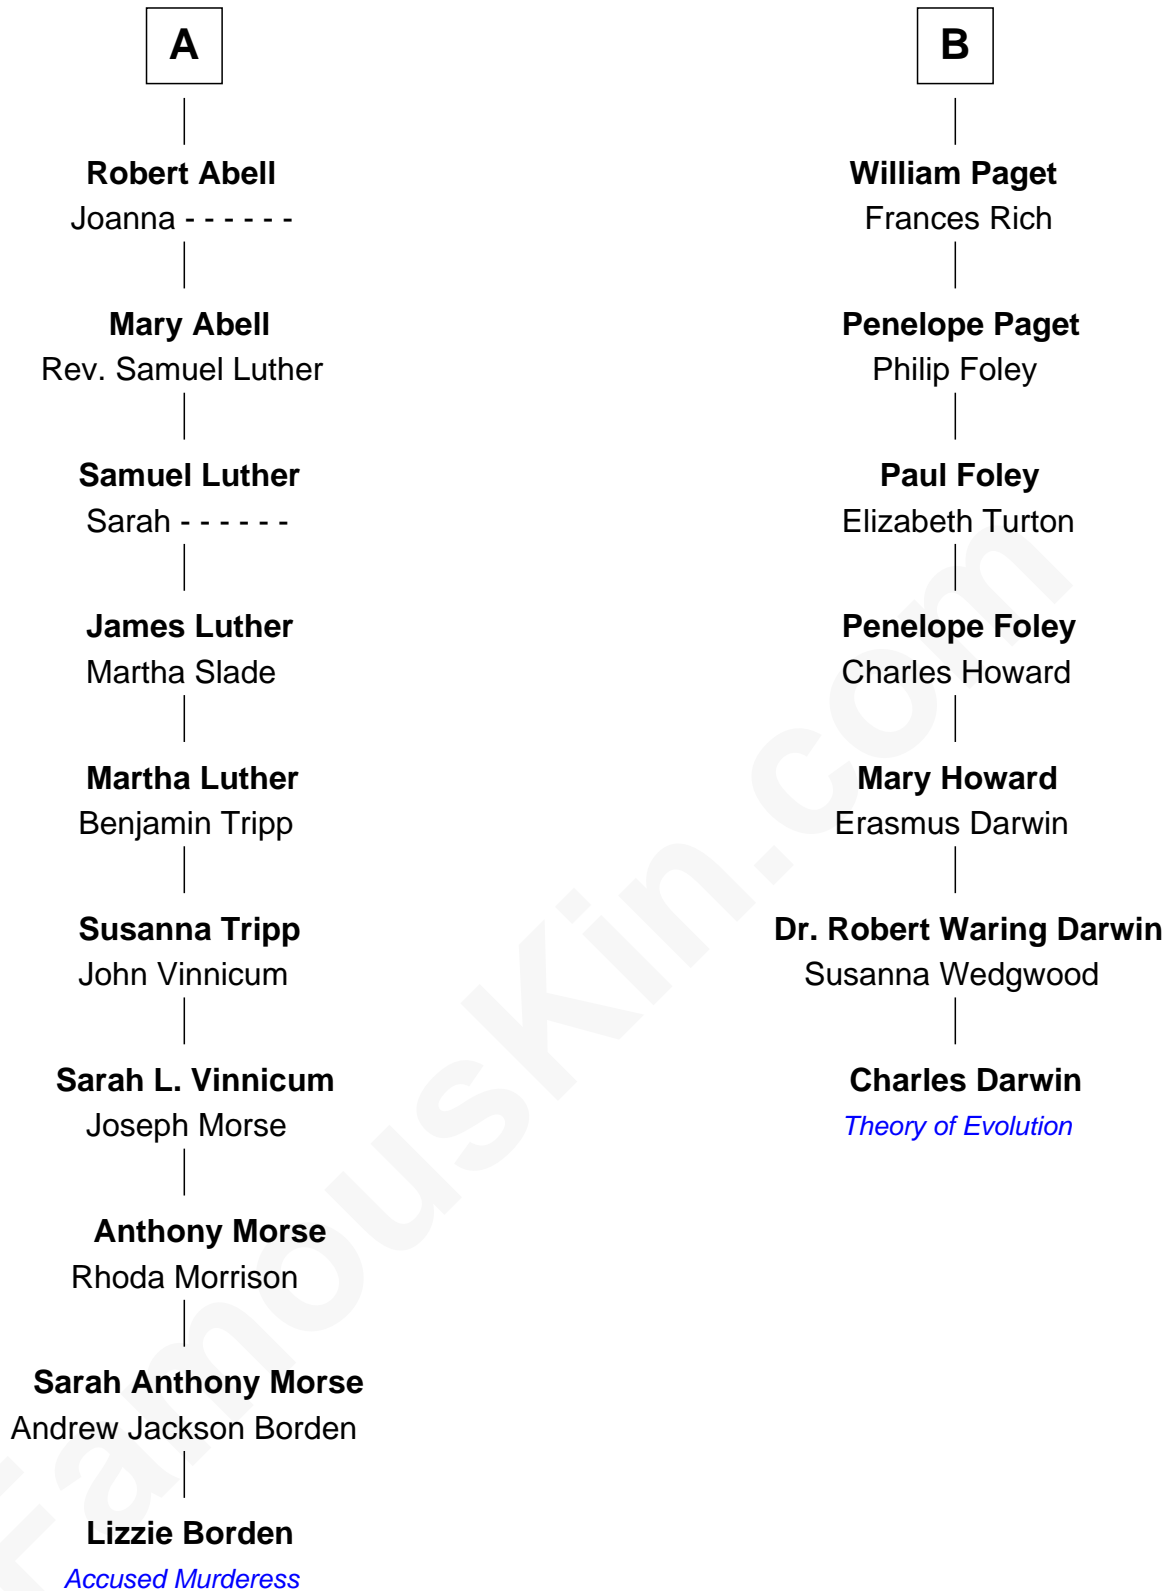 A
Robert Abell
Joanna - - - - - -
Mary Abell
Rev. Samuel Luther
Samuel Luther
Sarah - - - - - -
James Luther
Martha Slade
Martha Luther
Benjamin Tripp
Susanna Tripp
John Vinnicum
Sarah L. Vinnicum
Joseph Morse
Anthony Morse
Rhoda Morrison
Sarah Anthony Morse
Andrew Jackson Borden
Lizzie Borden
Accused Murderess
B
William Paget
Frances Rich
Penelope Paget
Philip Foley
Paul Foley
Elizabeth Turton
Penelope Foley
Charles Howard
Mary Howard
Erasmus Darwin
Dr. Robert Waring Darwin
Susanna Wedgwood
Charles Darwin
Theory of Evolution
FamousKin.com